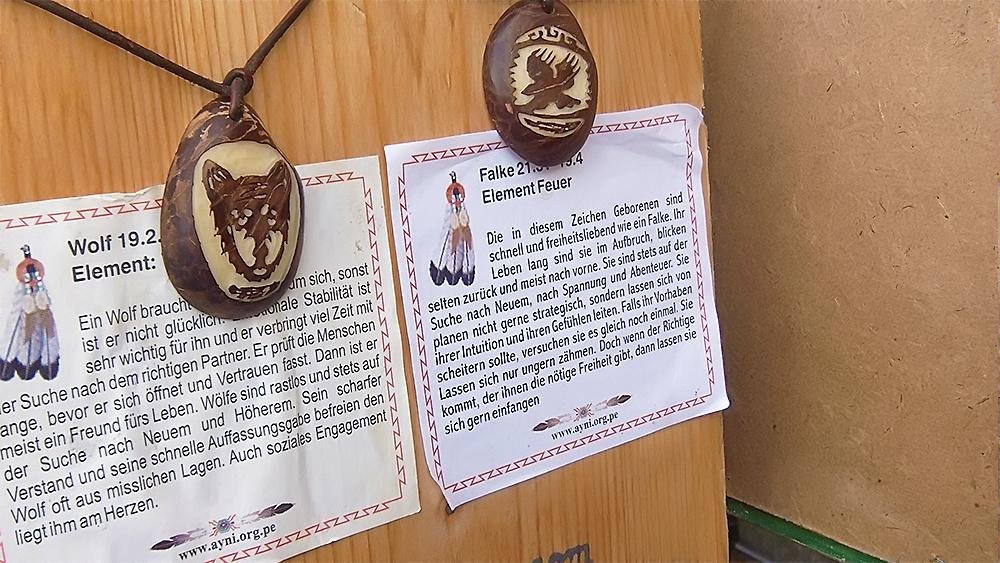 Wolf 19.2.
Element:
Ein Wolf brauch um sich, sonst
ist er nicht glücklich. ionale Stabilität ist
sehr wichtig für ihn und er verbringt viel Zeit mit
der Suche nach dem richtigen Partner. Er prüft die Menschen
ange, bevor er sich öffnet und Vertrauen fasst. Dann ist er
meist ein Freund fürs Leben. Wölfe sind rastlos und stets auf
der Suche nach Neuem und Höherem. Sein scharfer
Verstand und seine schnelle Auffassungsgabe befreien den
Wolf oft aus misslichen Lagen. Auch soziales Engagement
liegt ihm am Herzen.
www.ayni.org.pe
Falke 21. 19.4
Element Feuer
Die in diesem Zeichen Geborenen sind
schnell und freiheitsliebend wie ein Falke. Ihr
Leben lang sind sie im Aufbruch, blicken
selten zurück und meist nach vorne. Sie sind stets auf der
Suche nach Neuem, nach Spannung und Abenteuer. Sie
planen nicht gerne strategisch, sondern lassen sich von
ihrer Intuition und ihren Gefühlen leiten. Falls ihr Vorhaben
scheitern sollte, versuchen sie es gleich noch einmal. Sie
Lassen sich nur ungern zähmen. Doch wenn der Richtige
kommt, der ihnen die nötige Freiheit gibt, dann lassen sie
sich gern einfangen
www.ayni.org.pe